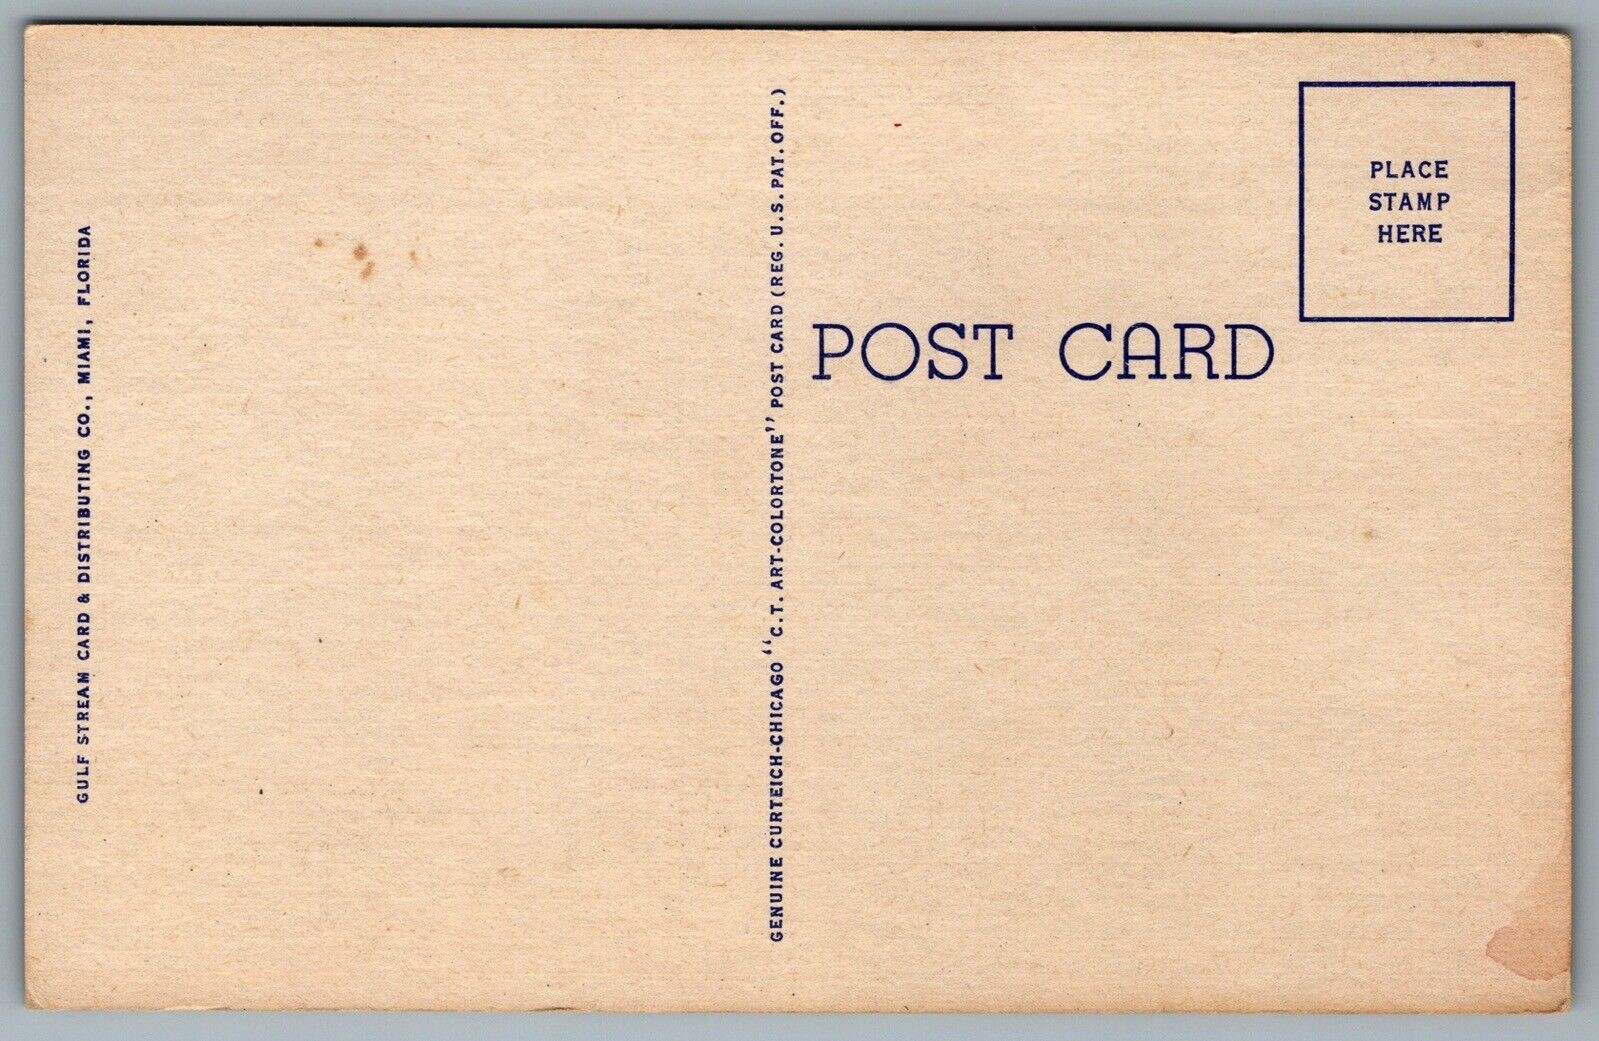 GULF STREAM CARD & DISTRIBUTING CO., MIAMI, FLORIDA
GENUINE CURTEICH-CHICAGO "C.T. ART-COLORTONE" POST CARD (REG. U.S. PAT. OFF.)
POST CARD
PLACE
STAMP
HERE